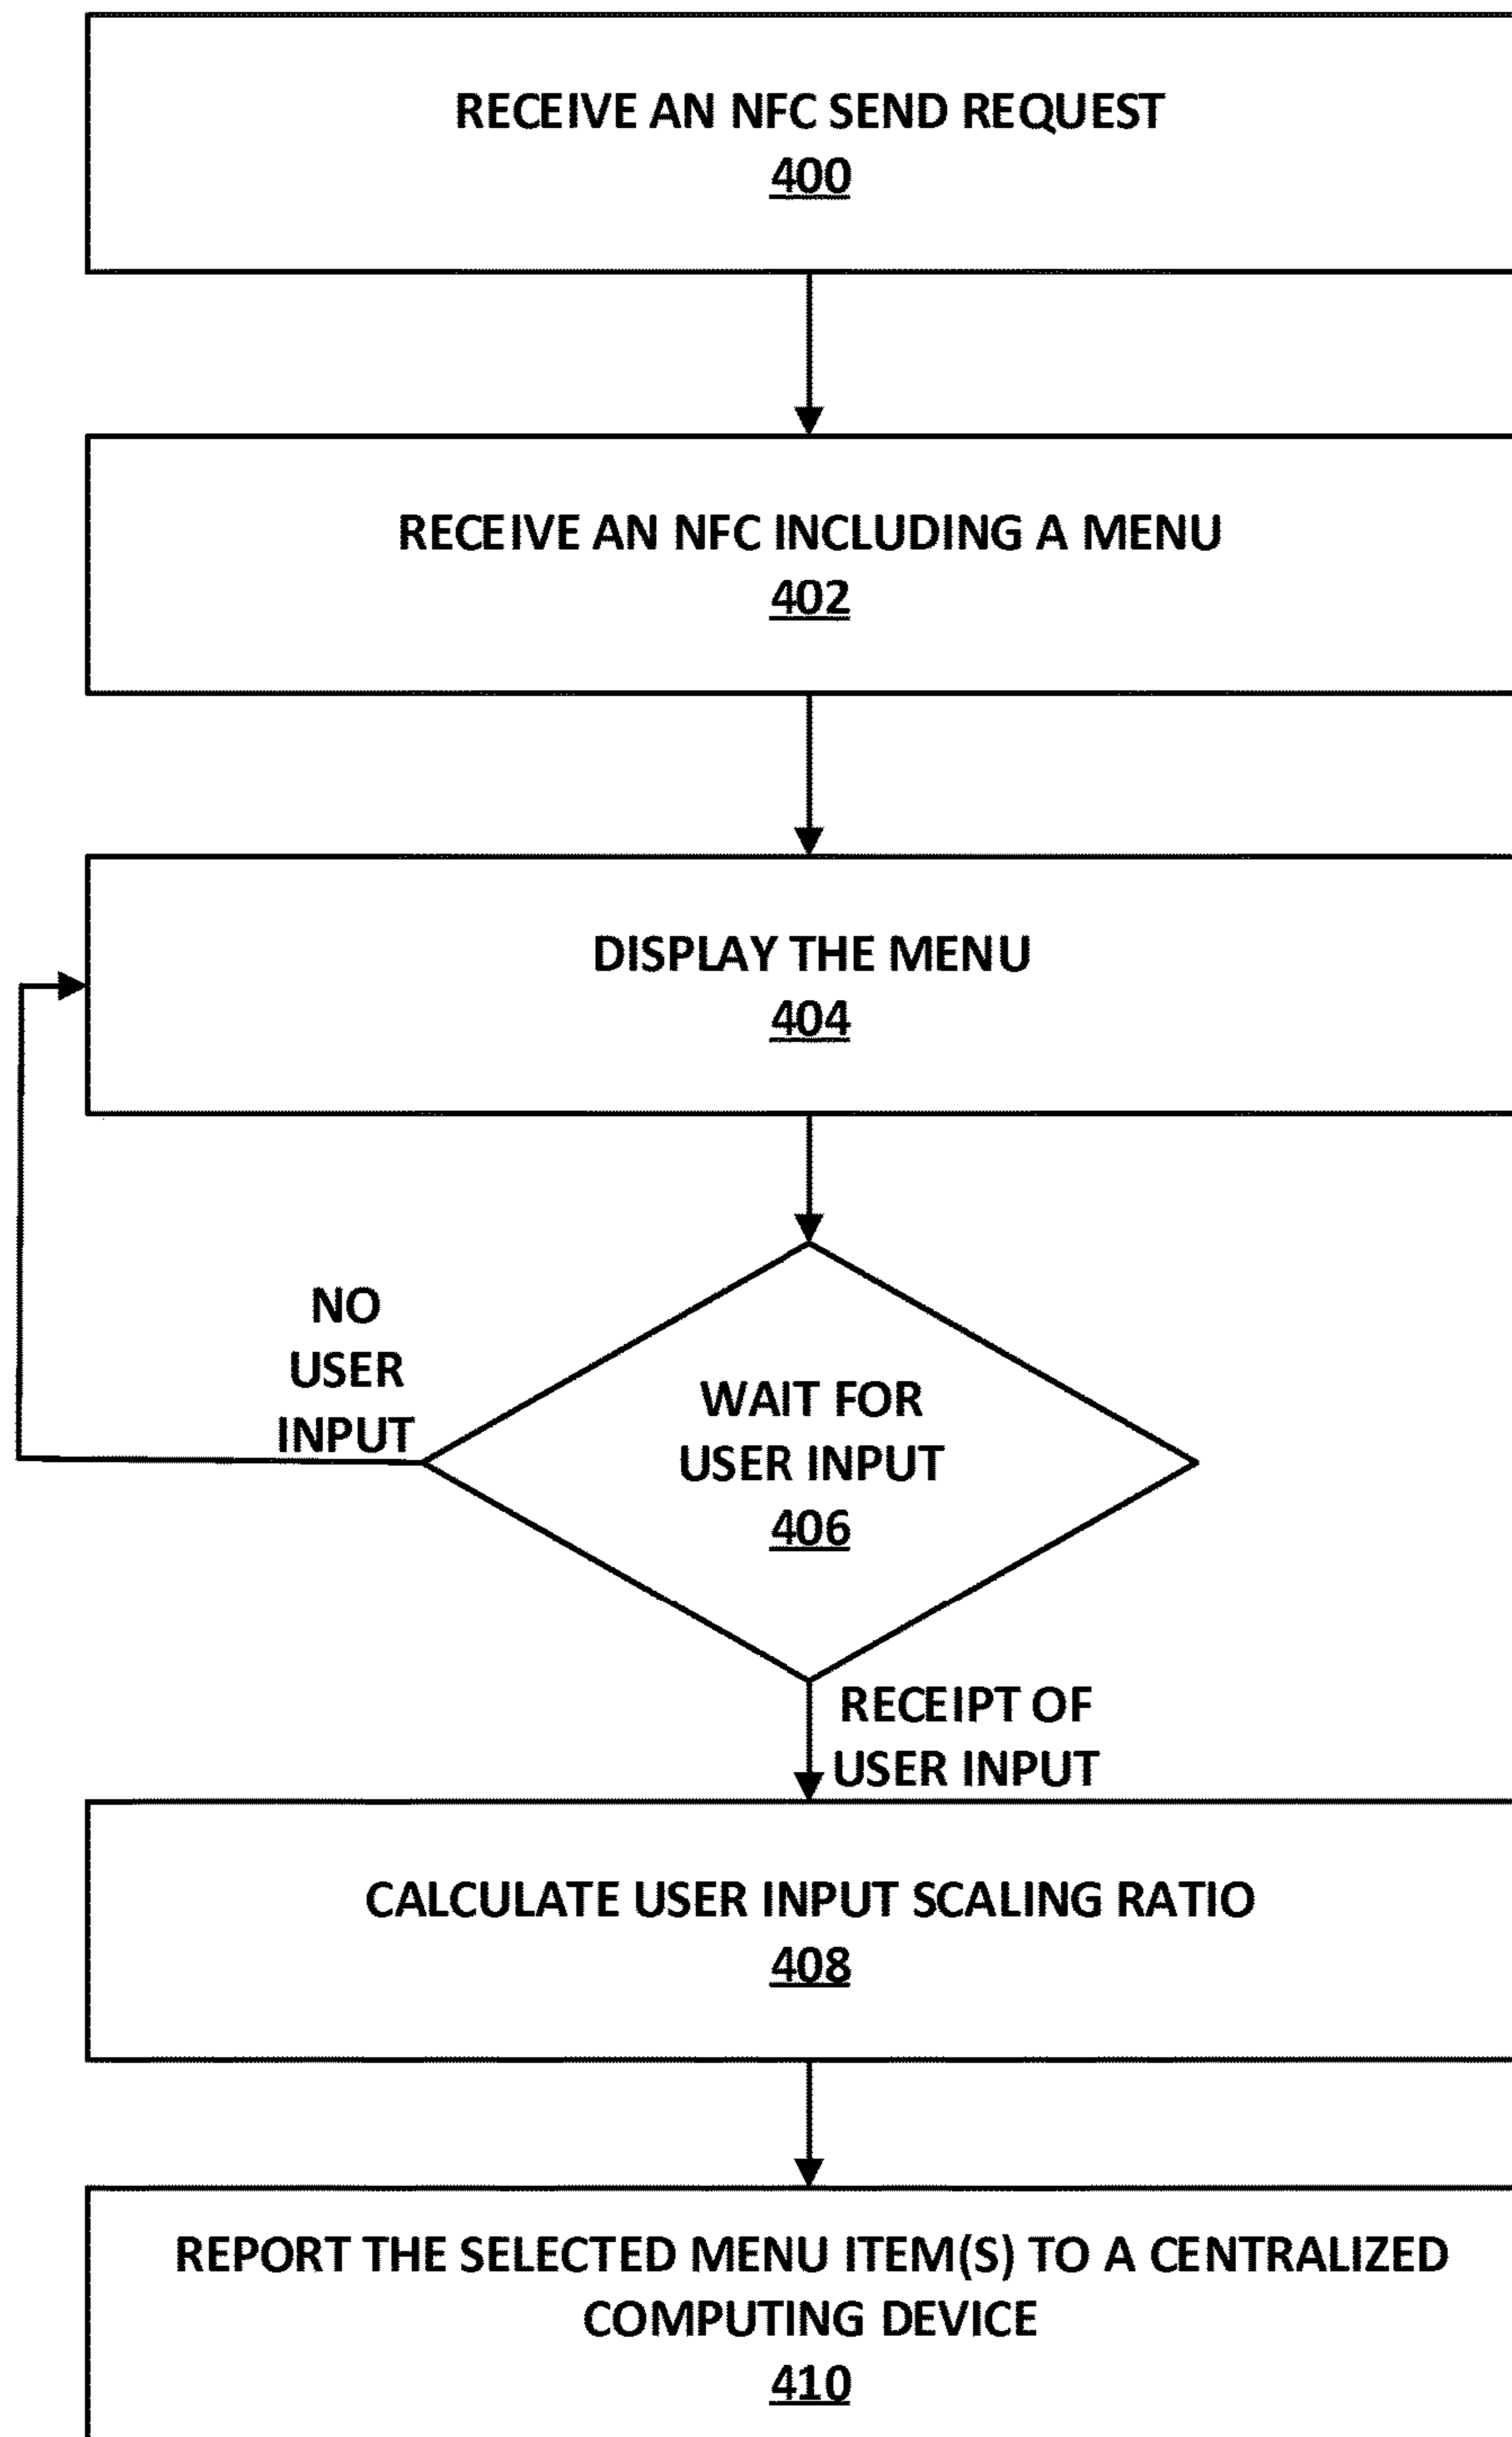 RECEIVE AN NFC SEND REQUEST
400
RECEIVE AN NFC INCLUDING A MENU
402
DISPLAY THE MENU
404
NO
USER
INPUT
WAIT FOR
USER INPUT
406
RECEIPT OF
USER INPUT
CALCULATE USER INPUT SCALING RATIO
408
REPORT THE SELECTED MENU ITEM(S) TO A CENTRALIZED
COMPUTING DEVICE
410